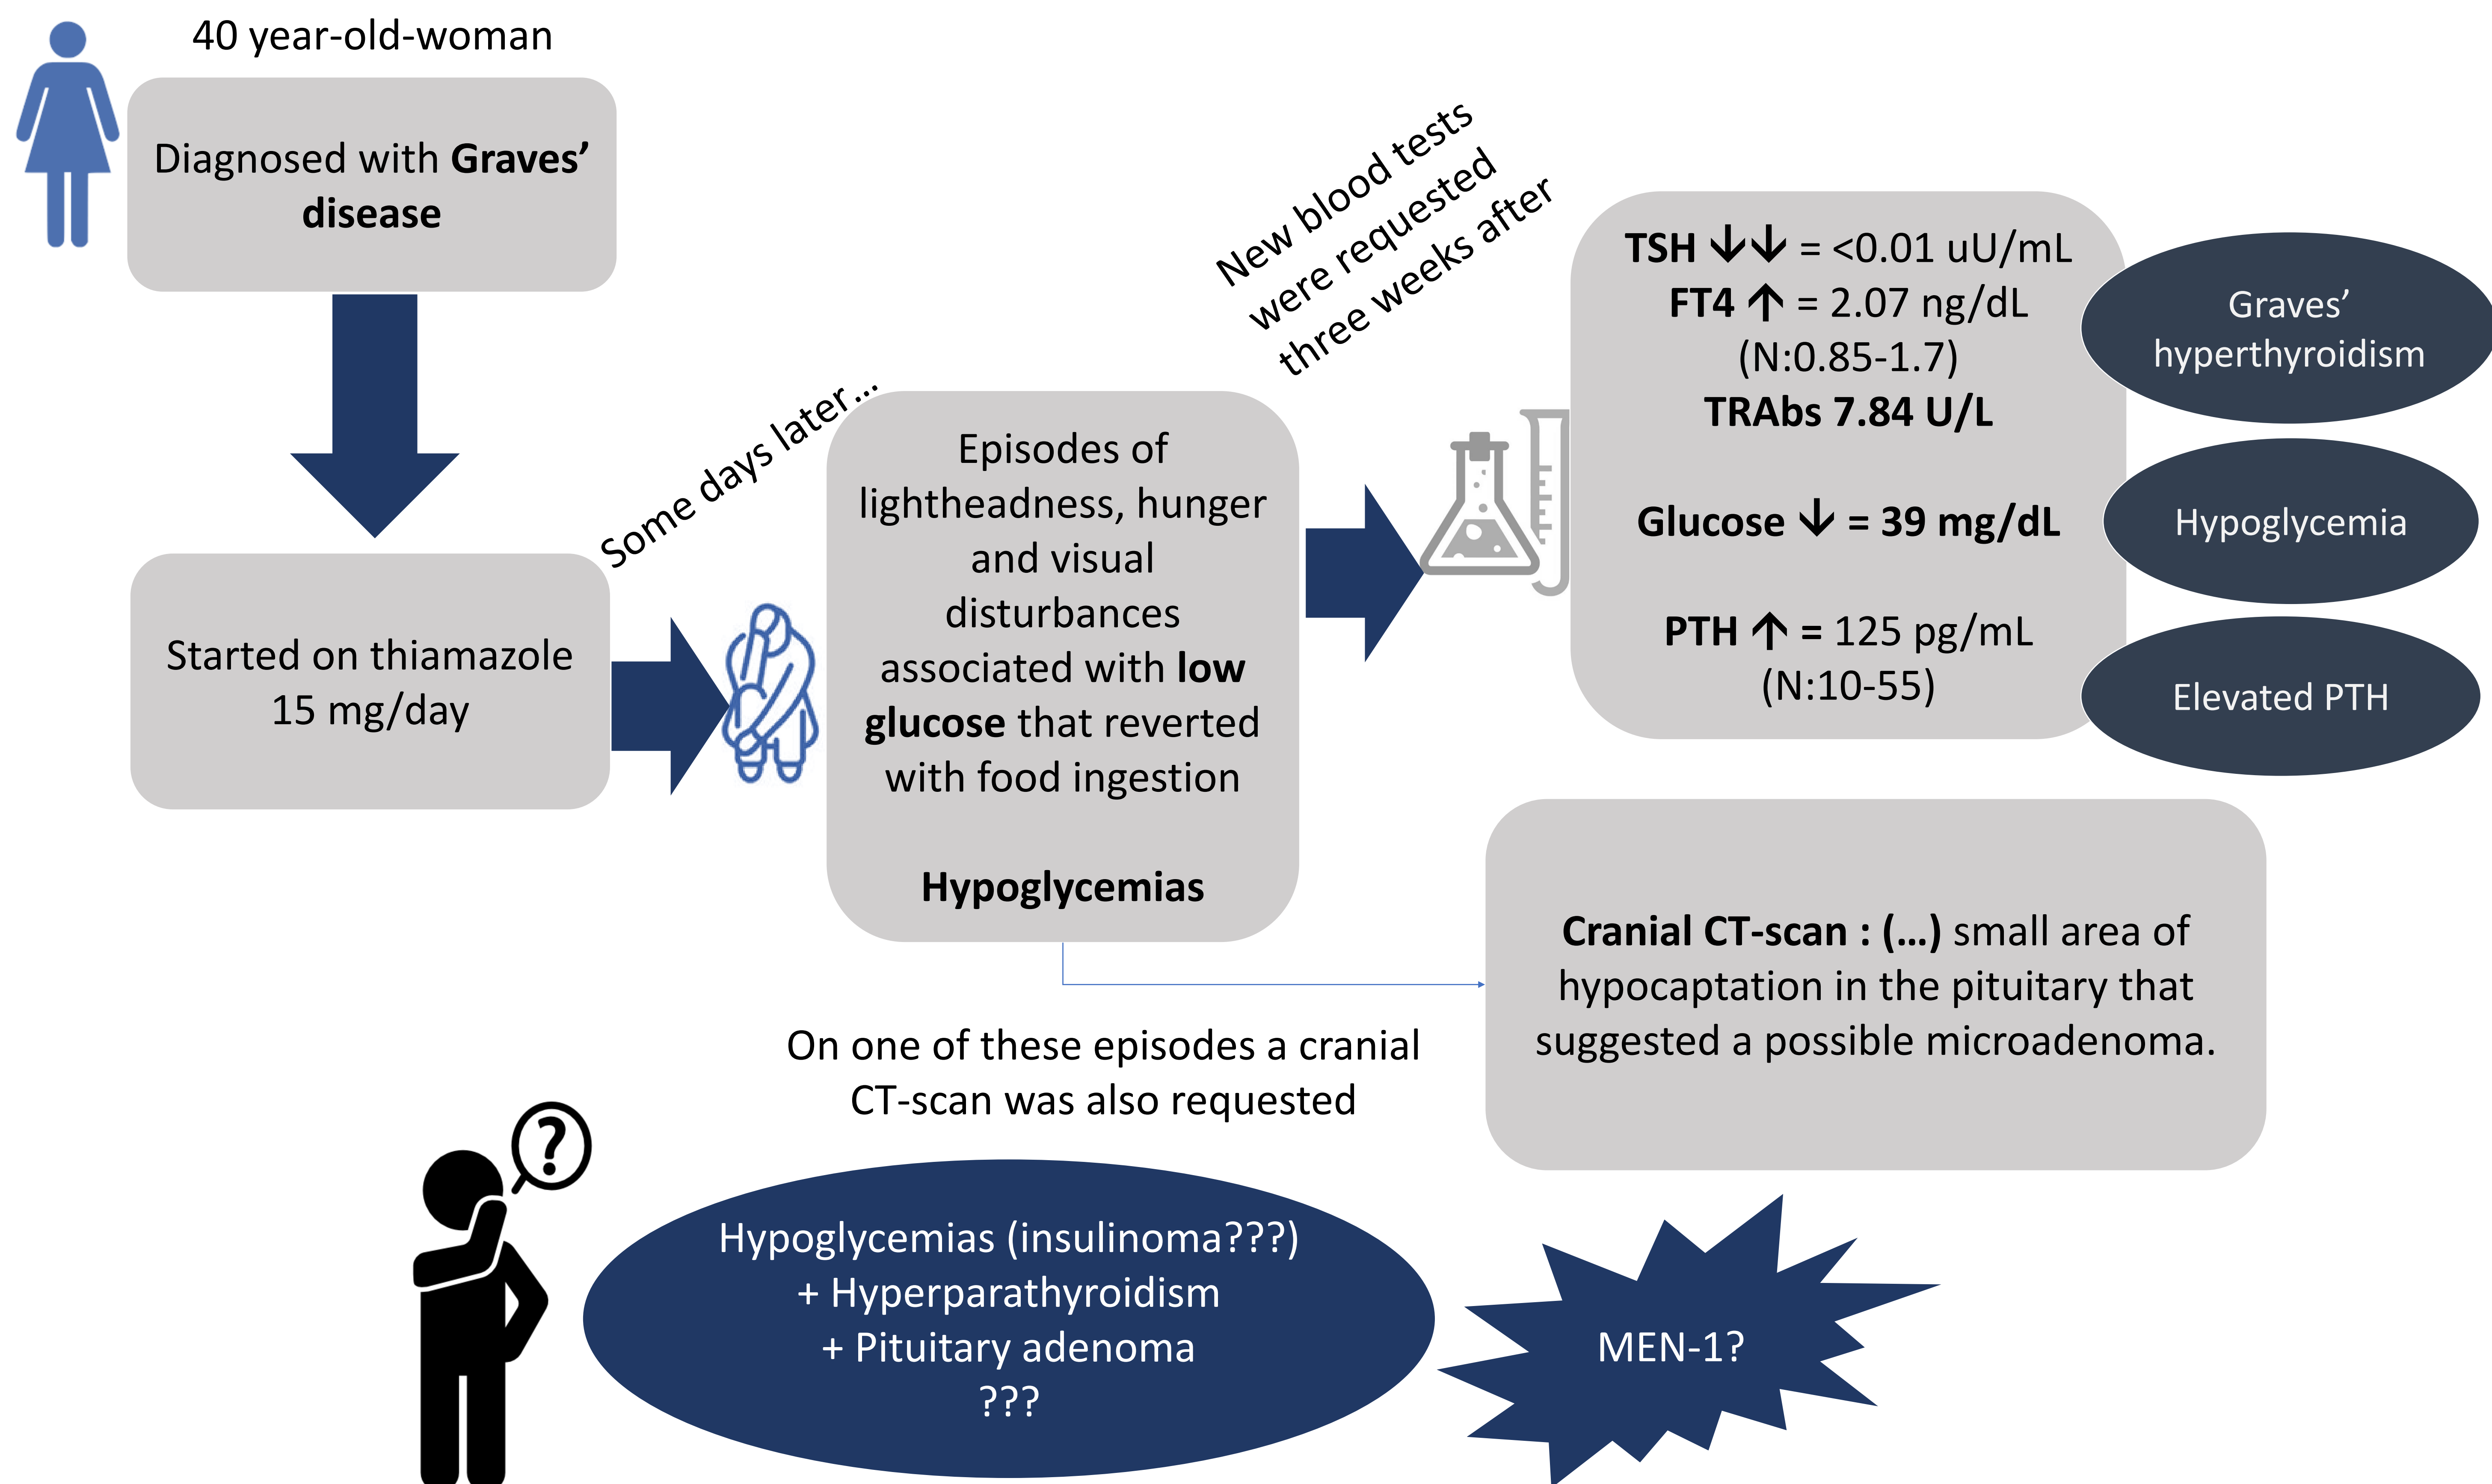 40 year-old-woman
Diagnosed with Graves’
disease
Started on thiamazole
15 mg/day
Some days later…
Episodes of
lightheadness, hunger
and visual
disturbances
associated with low
glucose that reverted
with food ingestion
Hypoglycemias
New blood tests
were requested
three weeks after
TSH ↓↓ = <0.01 uU/mL
FT4 ↑ = 2.07 ng/dL
(N:0.85-1.7)
TRAbs 7.84 U/L
Glucose ↓ = 39 mg/dL
PTH ↑ = 125 pg/mL
(N:10-55)
Graves’
hyperthyroidism
Hypoglycemia
Elevated PTH
On one of these episodes a cranial
CT-scan was also requested
Cranial CT-scan : (…) small area of
hypocaptation in the pituitary that
suggested a possible microadenoma.
?
Hypoglycemias (insulinoma???)
+ Hyperparathyroidism
+ Pituitary adenoma
???
MEN-1?